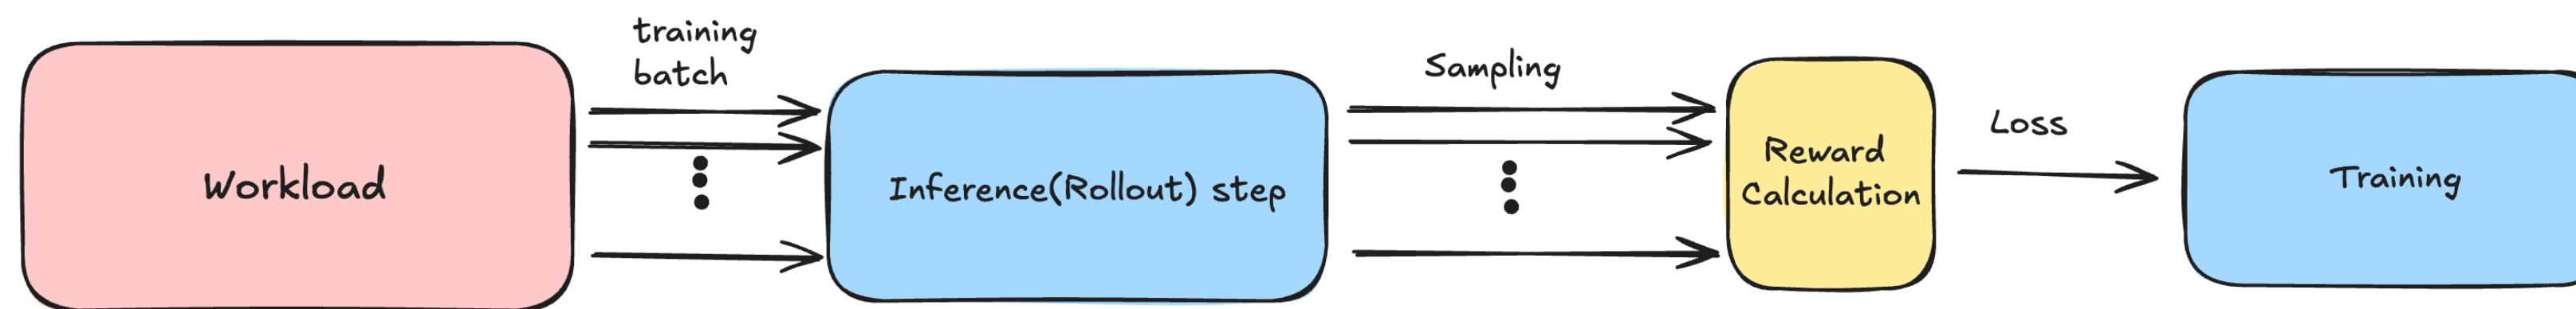 Workload
training
batch
Inference(Rollout) step
Sampling
Reward
Calculation
Loss
Training